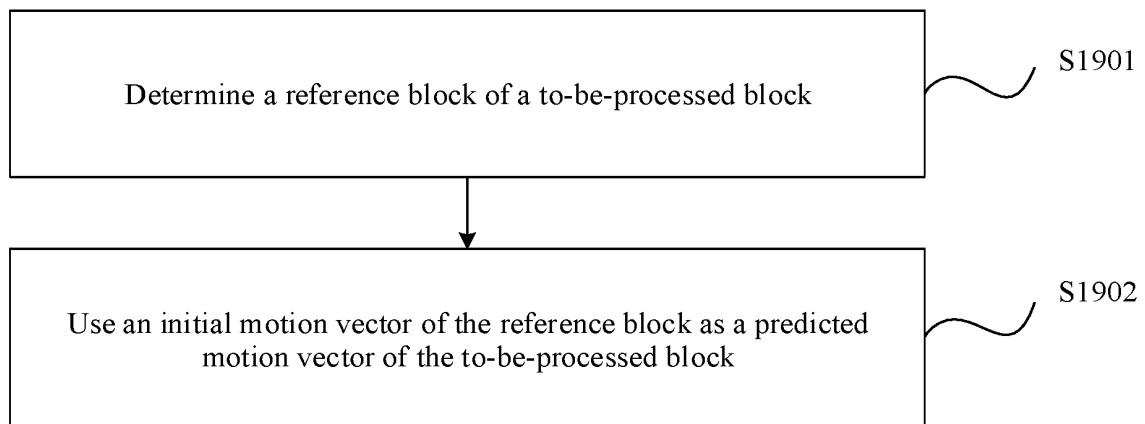 S1901
Determine a reference block of a to-be-processed block
S1902
Use an initial motion vector of the reference block as a predicted
motion vector of the to-be-processed block